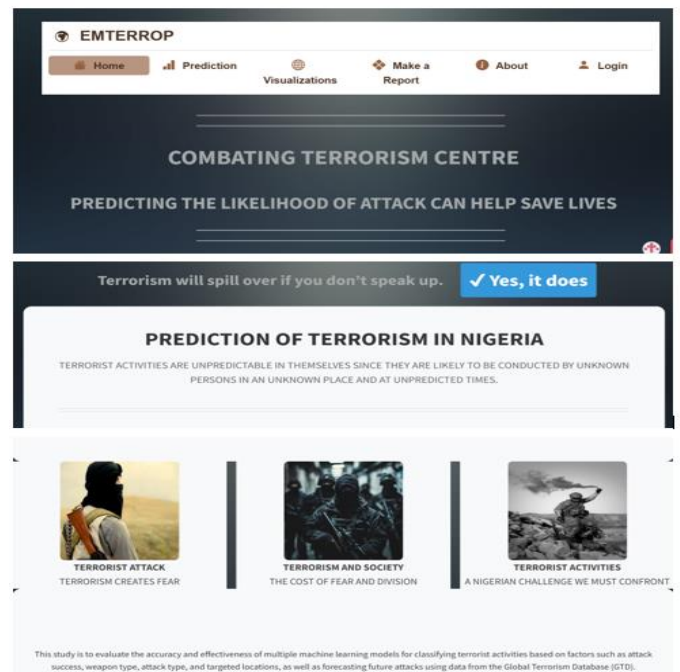 EMTERROP
Home Prediction Visualizations Make a Report About Login
COMBATING TERRORISM CENTRE
PREDICTING THE LIKELIHOOD OF ATTACK CAN HELP SAVE LIVES
Terrorism will spill over if you don't speak up. ✓ Yes, it does
PREDICTION OF TERRORISM IN NIGERIA
TERRORIST ACTIVITIES ARE UNPREDICTABLE IN THEMSELVES SINCE THEY ARE LIKELY TO BE CONDUCTED BY UNKNOWN
PERSONS IN AN UNKNOWN PLACE AND AT UNPREDICTED TIMES.
TERRORIST ATTACK
TERRORISM CREATES FEAR
TERRORISM AND SOCIETY
THE COST OF FEAR AND DIVISION
TERRORIST ACTIVITIES
A NIGERIAN CHALLENGE WE MUST CONFRONT
This study is to evaluate the accuracy and effectiveness of multiple machine learning models for classifying terrorist activities based on factors such as attack
success, weapon type, attack type, and targeted locations, as well as forecasting future attacks using data from the Global Terrorism Database (GTD).